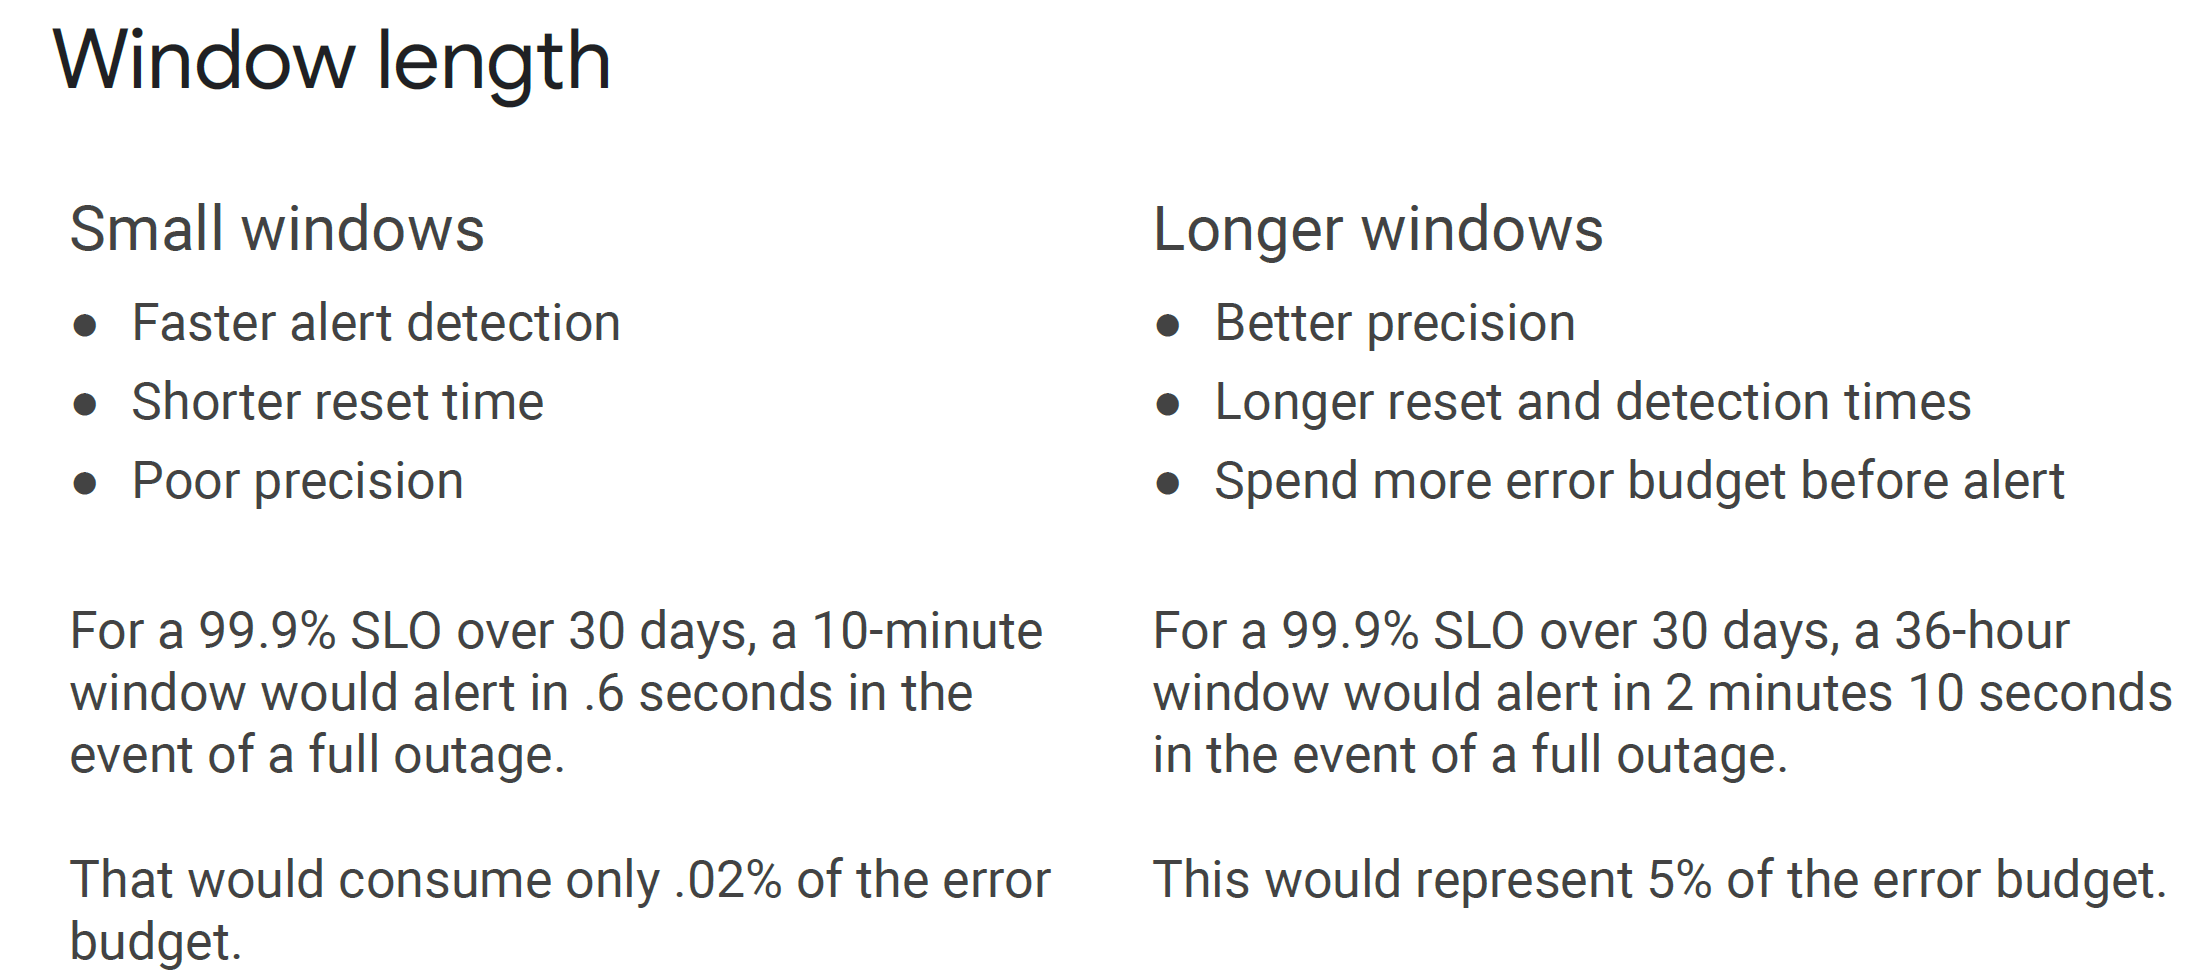 Window length
Small windows
● Faster alert detection
● Shorter reset time
● Poor precision
For a 99.9% SLO over 30 days, a 10-minute
window would alert in .6 seconds in the
event of a full outage.
That would consume only .02% of the error
budget.
Longer windows
● Better precision
● Longer reset and detection times
● Spend more error budget before alert
For a 99.9% SLO over 30 days, a 36-hour
window would alert in 2 minutes 10 seconds
in the event of a full outage.
This would represent 5% of the error budget.